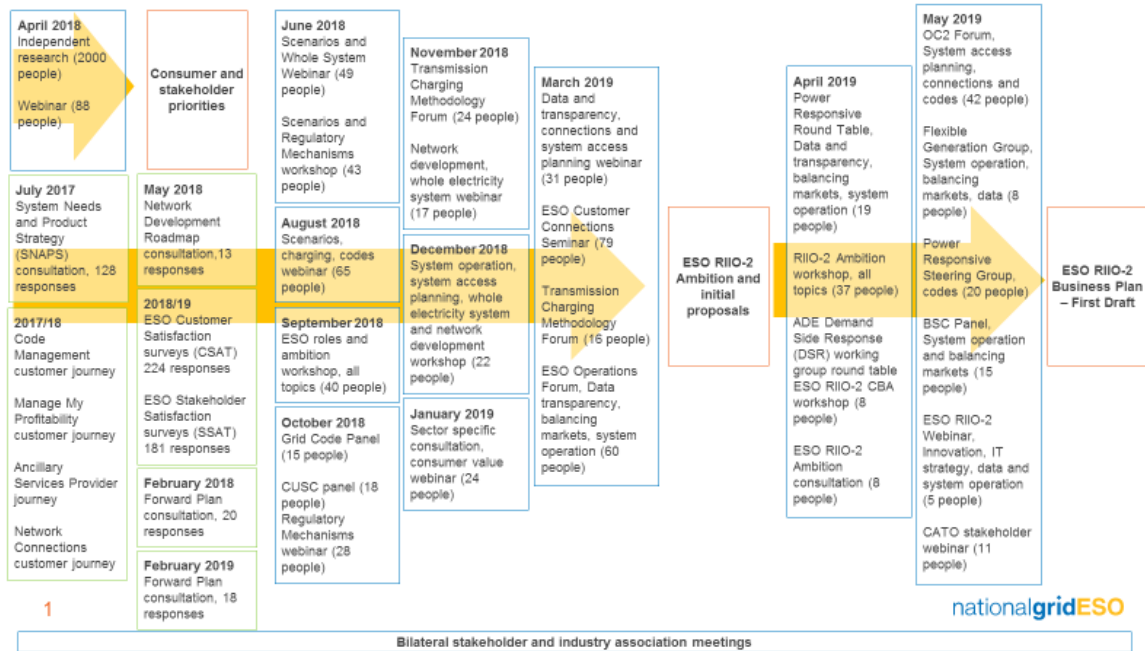 April 2018
Independent
research (2000
people)
Webinar (88
people)
Consumer and
stakeholder
priorities
July 2017
System Needs
and Product
Strategy
(SNAPS)
consultation, 128
responses
2017/18
Code
Management
customer journey
Manage My
Profitability
customer journey
Ancillary
Services Provider
journey
Network
Connections
customer journey
May 2018
Network
Development
Roadmap
consultation,13
responses
2018/19
ESO Customer
Satisfaction
surveys (CSAT)
224 responses
ESO Stakeholder
Satisfaction
surveys (SSAT)
181 responses
February 2018
Forward Plan
consultation, 20
responses
February 2019
Forward Plan
consultation, 18
responses
June 2018
Scenarios and
Whole System
Webinar (49
people)
Scenarios and
Regulatory
Mechanisms
workshop (43
people)
August 2018
Scenarios,
charging, codes
webinar (65
people)
September 2018
ESO roles and
ambition
workshop, all
topics (40 people)
October 2018
Grid Code Panel
(15 people)
CUSC panel (18
people)
Regulatory
Mechanisms
webinar (28
people)
November 2018
Transmission
Charging
Methodology
Forum (24 people)
Network
development,
whole electricity
system webinar
(17 people)
December 2018
System operation,
system access
planning, whole
electricity system
and network
development
workshop (22
people)
January 2019
Sector specific
consultation,
consumer value
webinar (24
people)
March 2019
Data and
transparency,
connections and
system access
planning webinar
(31 people)
ESO Customer
Connections
Seminar (79
people)
Transmission
Charging
Methodology
Forum (16 people)
ESO Operations
Forum, Data
transparency,
balancing
markets, system
operation (60
people)
ESO RIIO-2
Ambition and
initial
proposals
April 2019
Power
Responsive
Round Table,
Data and
transparency,
balancing
markets, system
operation (19
people)
RIIO-2 Ambition
workshop, all
topics (37 people)
ADE Demand
Side Response
(DSR) working
group round table
ESO RIIO-2 CBA
workshop (8
people)
ESO RIIO-2
Ambition
consultation (8
people)
May 2019
OC2 Forum,
System access
planning,
connections and
codes (42 people)
Flexible
Generation Group,
System operation,
balancing
markets, data (8
people)
Power
Responsive
Steering Group,
codes (20 people)
BSC Panel,
System operation
and balancing
markets (15
people)
ESO RIIO-2
Webinar,
Innovation, IT
strategy, data and
system operation
(5 people)
CATO stakeholder
webinar (11
people)
ESO RIIO-2
Business Plan
– First Draft
1
nationalgridESO
Bilateral stakeholder and industry association meetings